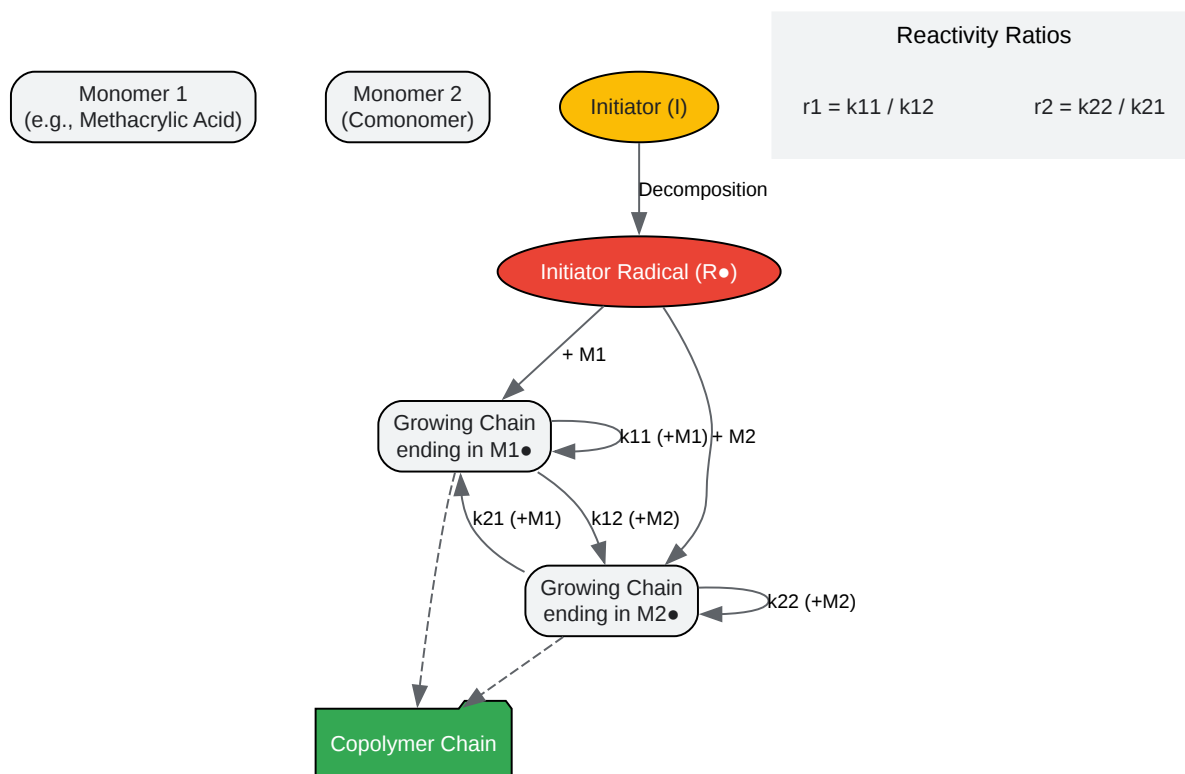 Reactivity Ratios
Monomer 1
(e.g., Methacrylic Acid)
Monomer 2
(Comonomer)
Initiator (I)
r1 = k11 / k12
r2 = k22 / k21
Decomposition
Initiator Radical (R●)
+ M1
Growing Chain
ending in M1●
k11 (+M1)
+ M2
k21 (+M1)
k12 (+M2)
Growing Chain
ending in M2●
k22 (+M2)
Copolymer Chain